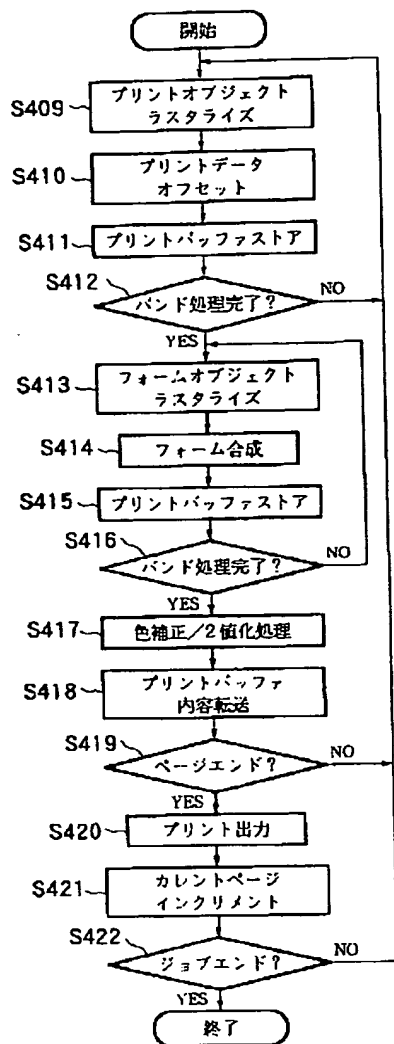 開始
S409
プリントオブジェクト
ラスタライズ
S410
プリントデータ
オフセット
S411
プリントバッファストア
S412
バンド処理完了?
NO
YES
S413
フォームオブジェクト
ラスタライズ
S414
フォーム合成
S415
プリントバッファストア
S416
バンド処理完了?
NO
YES
S417
色補正/2値化処理
S418
プリントバッファ
内容転送
S419
ページエンド?
NO
YES
S420
プリント出力
S421
カレントページ
インクリメント
S422
ジョブエンド?
NO
YES
終了